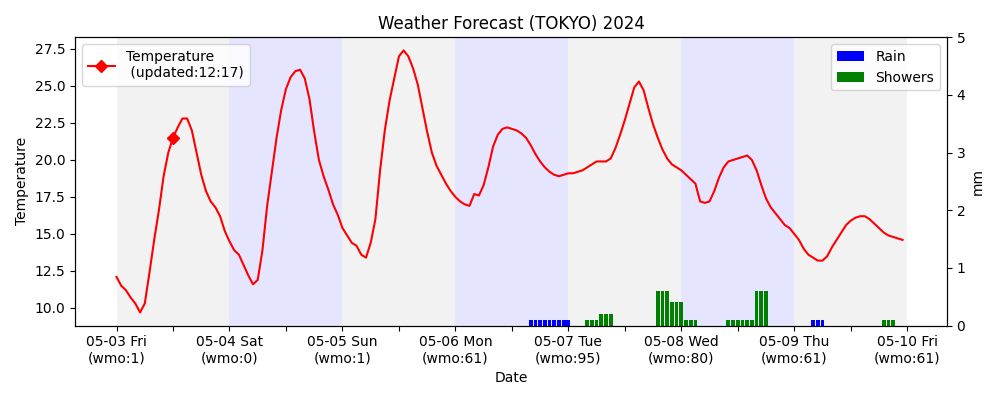 Weather Forecast (TOKYO) 2024
Temperature
(updated:12:17)
Rain
Showers
27.5
25.0
22.5
20.0
17.5
15.0
12.5
10.0
Temperature
5
4
3
2
1
0
mm
05-03 Fri 05-04 Sat 05-05 Sun 05-06 Mon 05-07 Tue 05-08 Wed 05-09 Thu 05-10 Fri
(wmo:1) (wmo:0) (wmo:1) (wmo:61) (wmo:95) (wmo:80) (wmo:61) (wmo:61)
Date